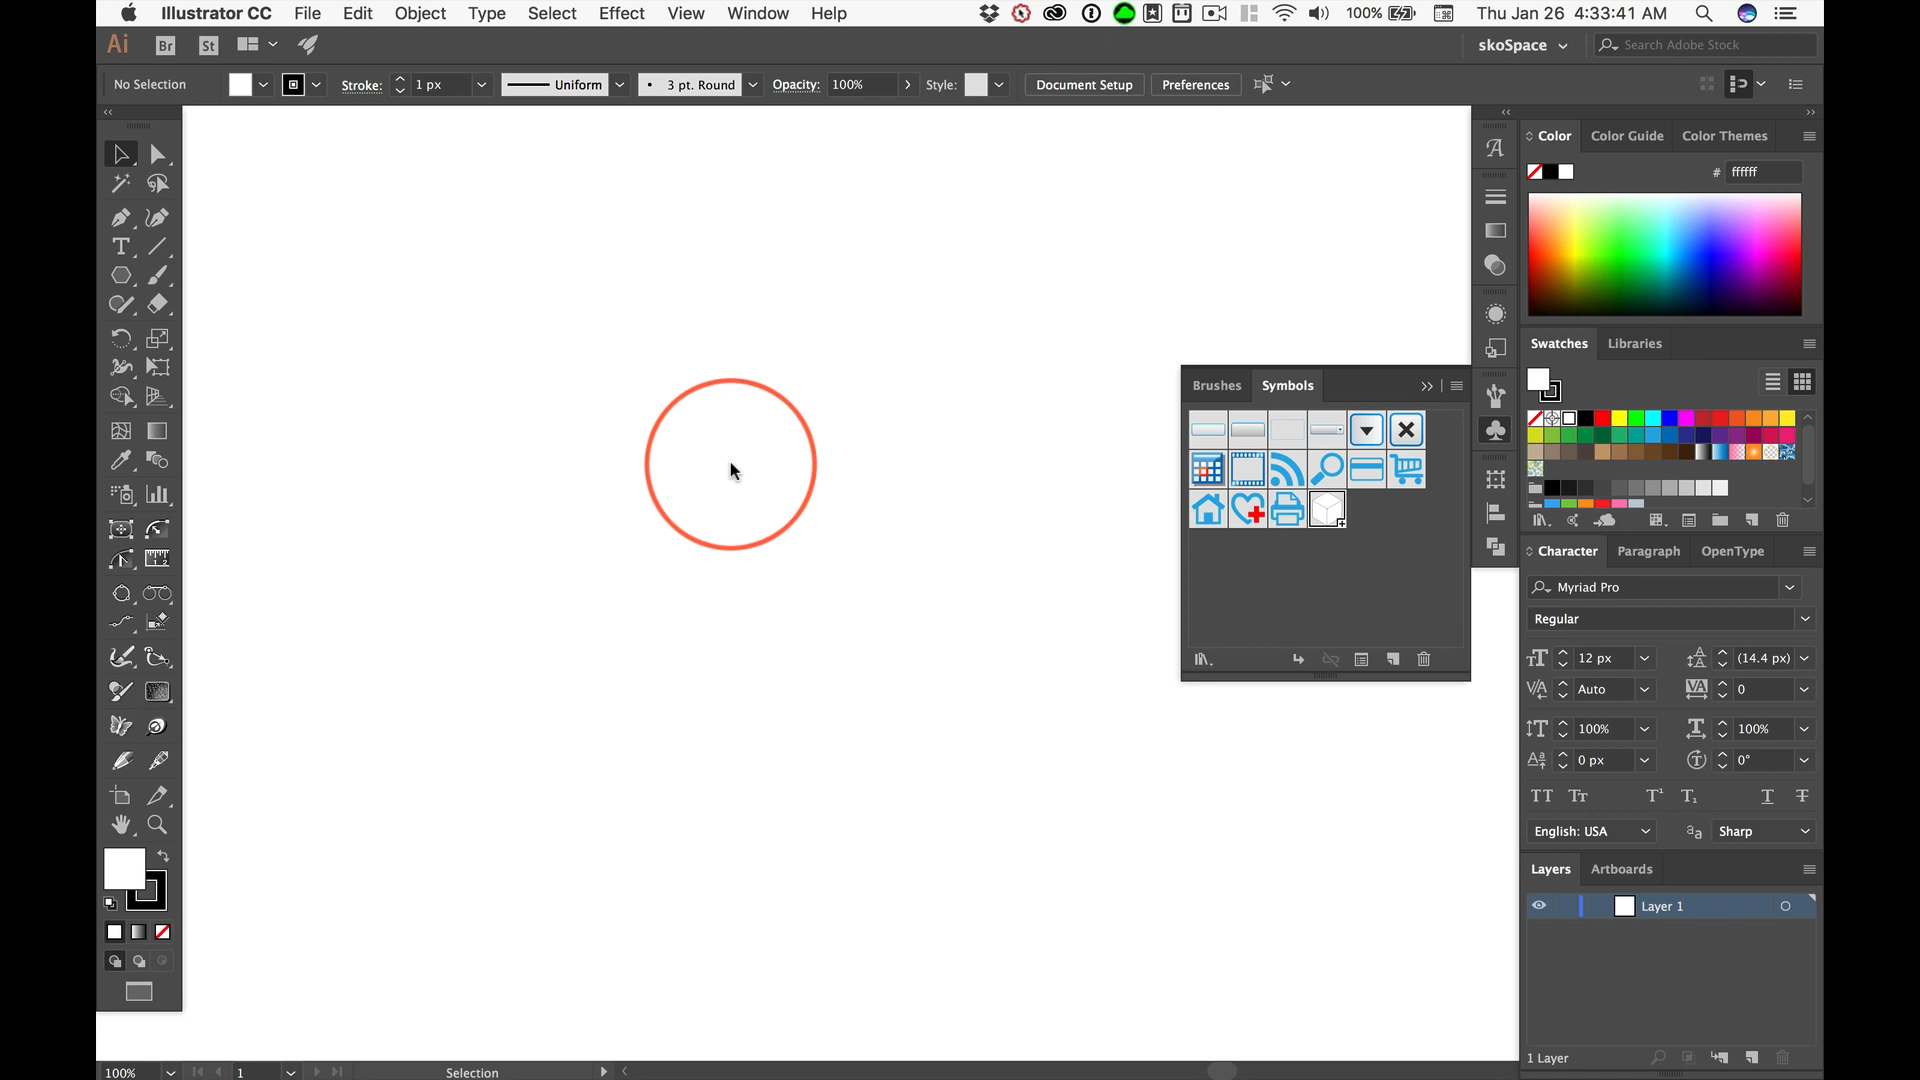 Illustrator CC File Edit Object Type Select Effect View Window Help
100% Thu Jan 26 4:33:41 AM
Ai Br St
skoSpace Search Adobe Stock
No Selection Stroke: 1 px Uniform 3 pt. Round Opacity: 100% Style: Document Setup Preferences
Color Color Guide Color Themes
# ffffff
Swatches Libraries
Brushes Symbols
Character Paragraph OpenType
Myriad Pro
Regular
12 px (14.4 px)
Auto 0
100% 100%
0 px 0°
English: USA Sharp
Layers Artboards
Layer 1
1 Layer
100% 1 Selection